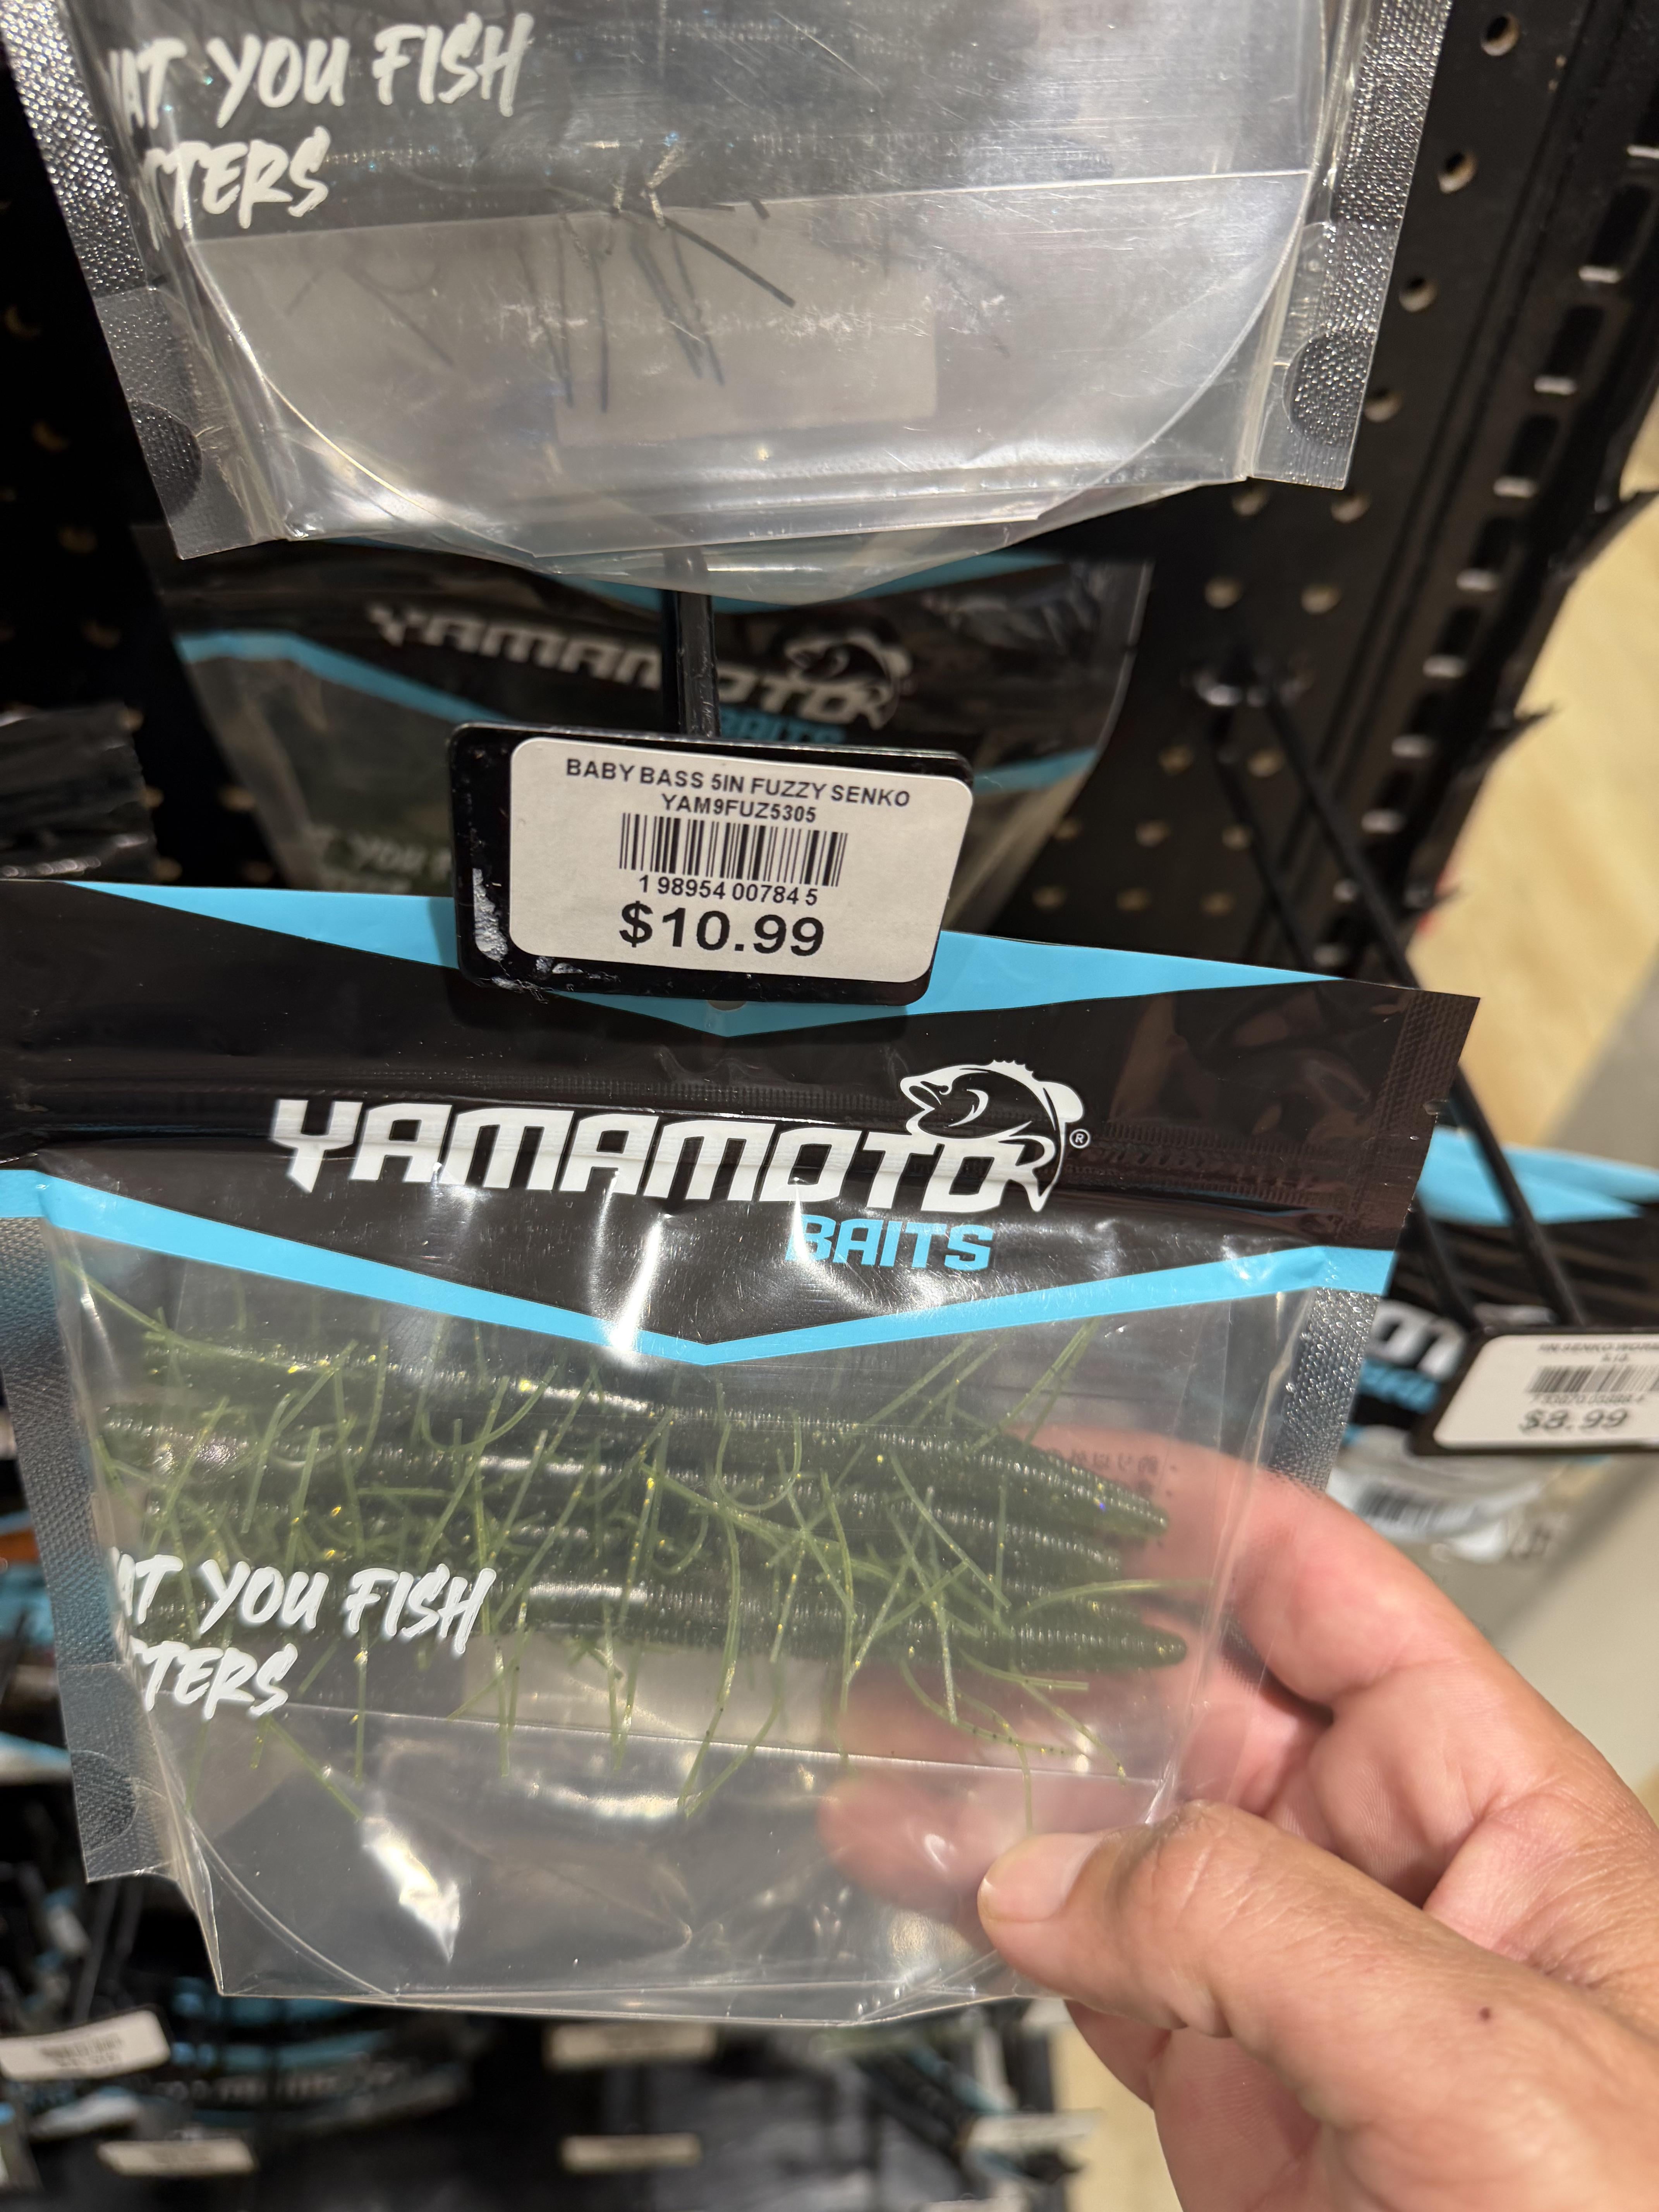 AT YOU FISH
TTERS
YAMAMOTO
BAITS
BABY BASS 5IN FUZZY SENKO
YAM9FUZ5305
1 98954 00784 5
$10.99
YAMAMOTO ®
BAITS
$8.99
AT YOU FISH
TTERS